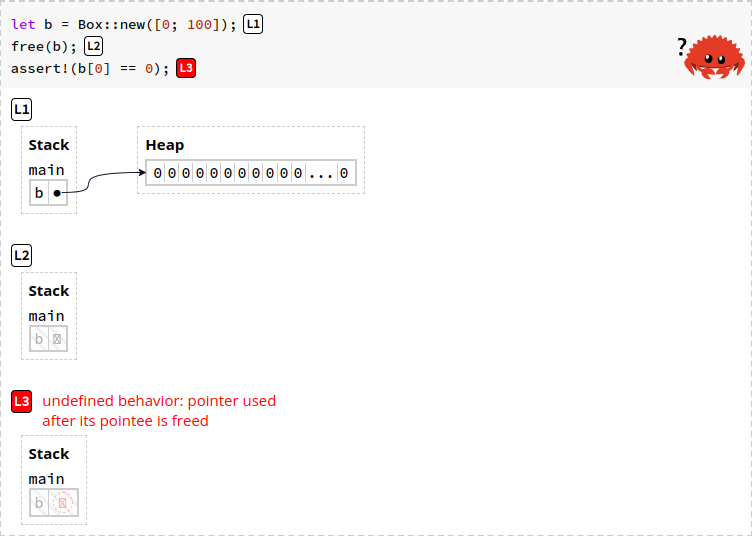 let b = Box::new([0; 100]); L1
free(b); L2
assert!(b[0] == 0); L3
?
L1
Stack
Heap
main
b
0 0 0 0 0 0 0 0 0 0 0 ... 0
L2
Stack
main
b
L3 undefined behavior: pointer used
after its pointee is freed
Stack
main
b